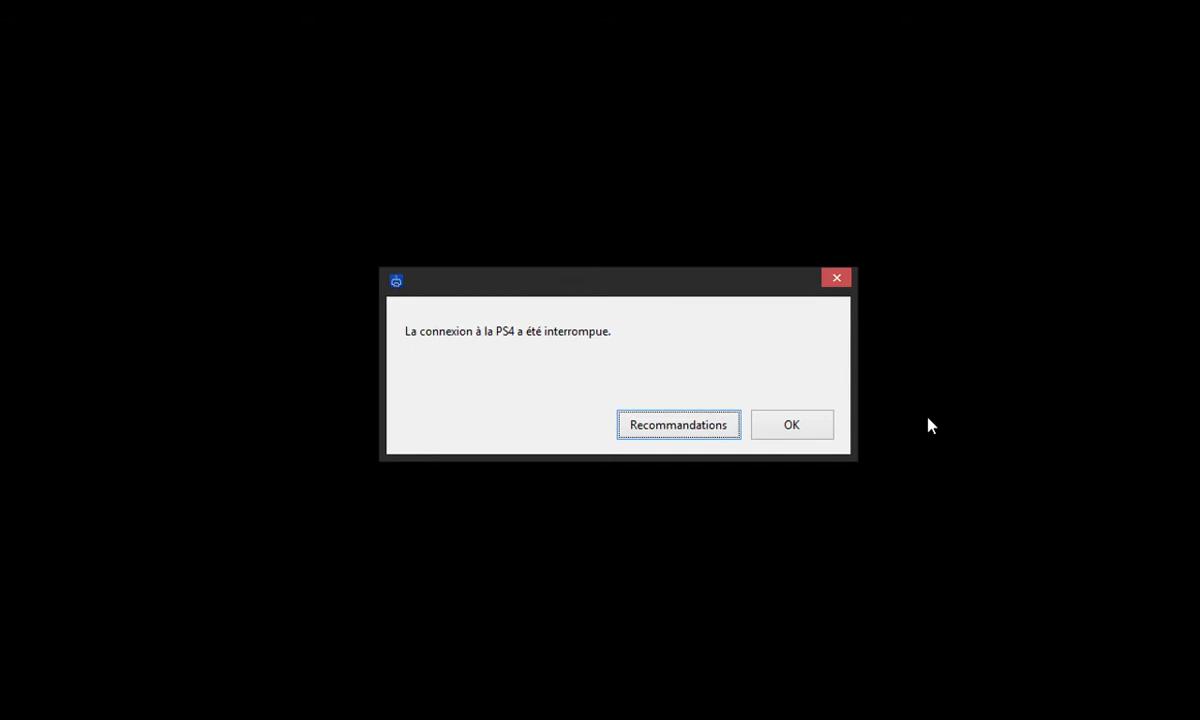 La connexion à la PS4 a été interrompue.
Recommandations
OK